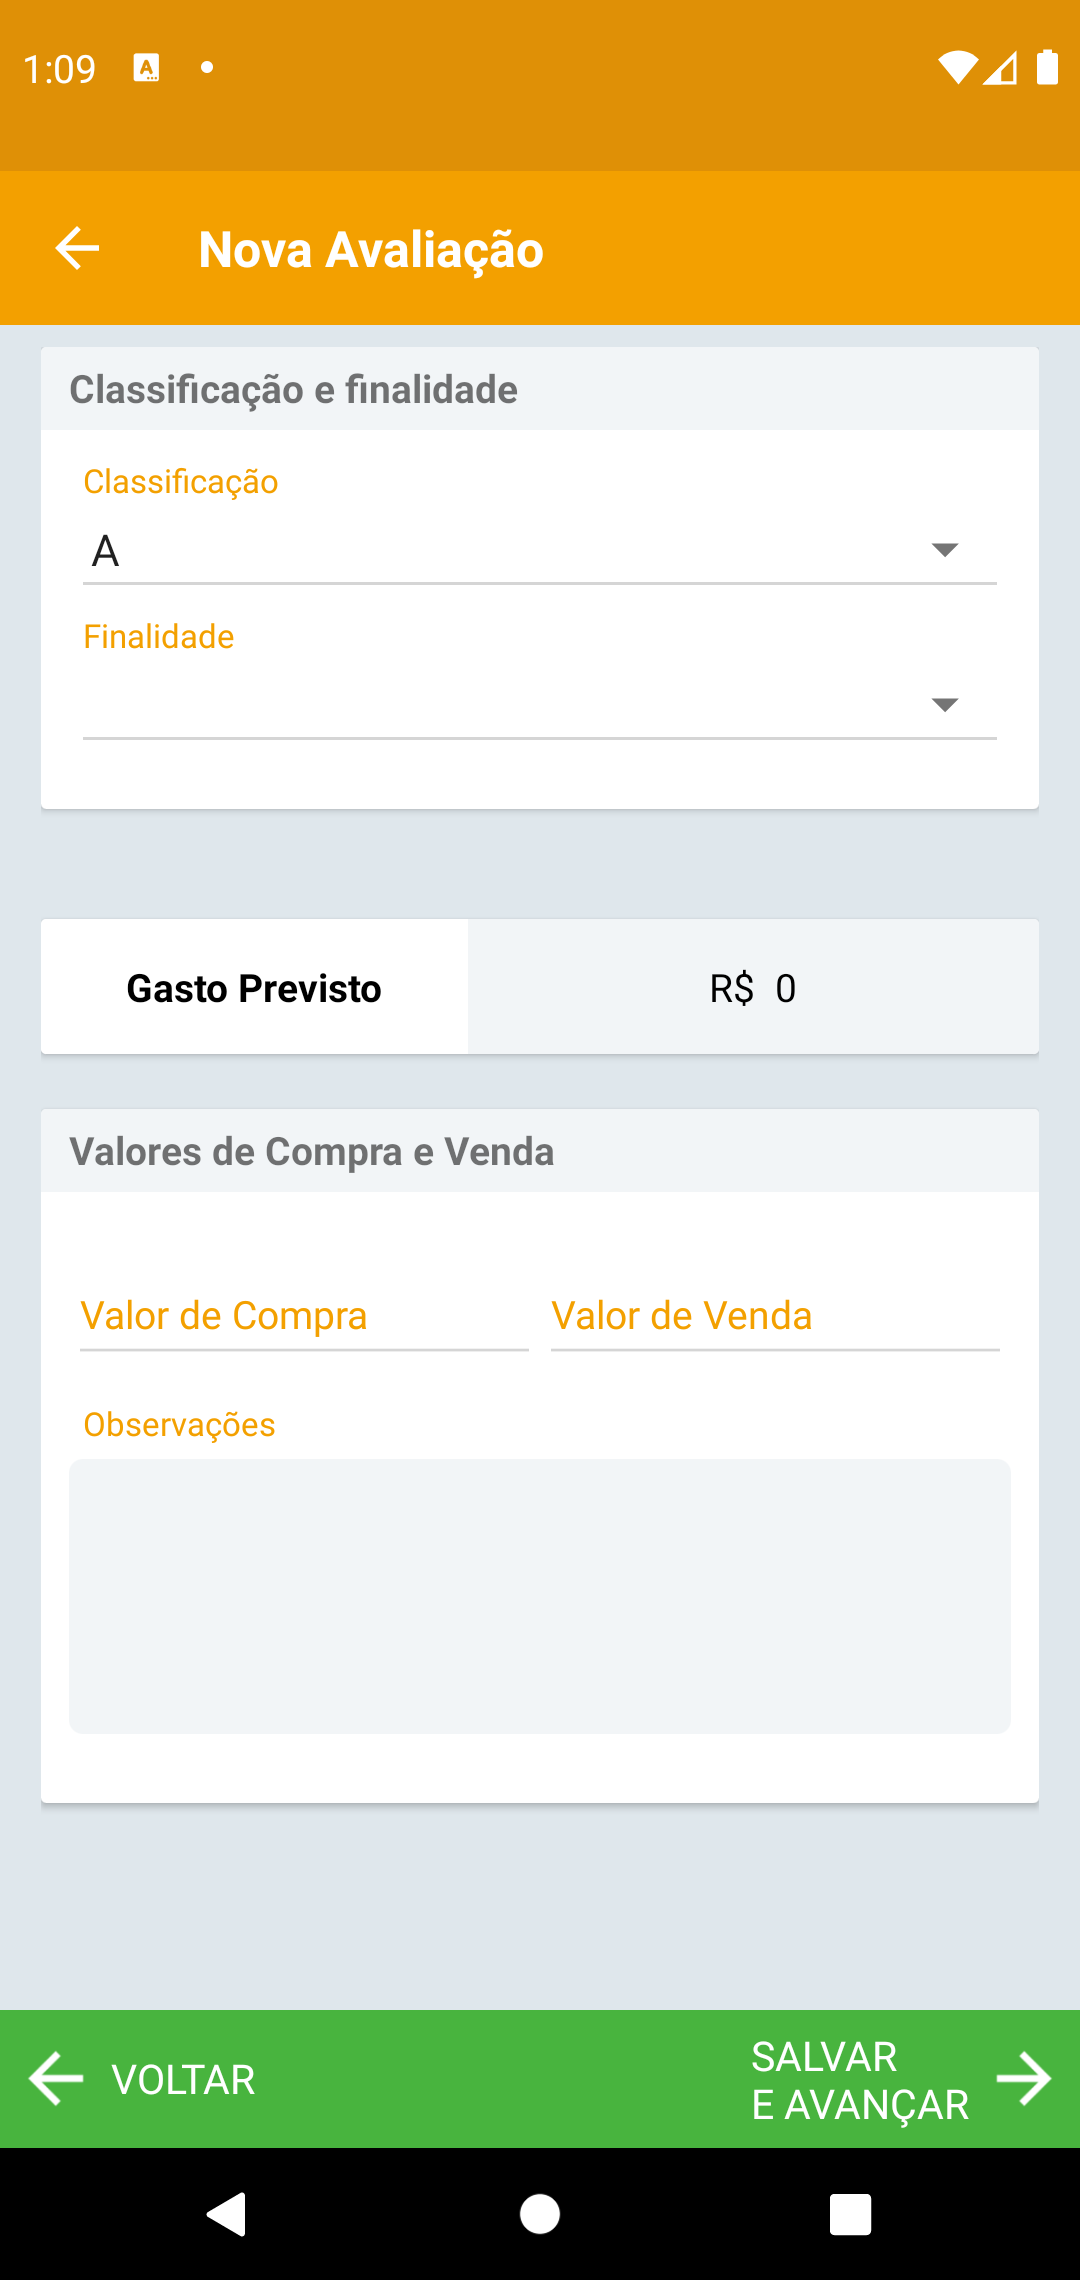 1:09
Nova Avaliação
Classificação e finalidade
Classificação
A
Finalidade
Gasto Previsto
R$ 0
Valores de Compra e Venda
Valor de Compra
Valor de Venda
Observações
VOLTAR
SALVAR
E AVANÇAR